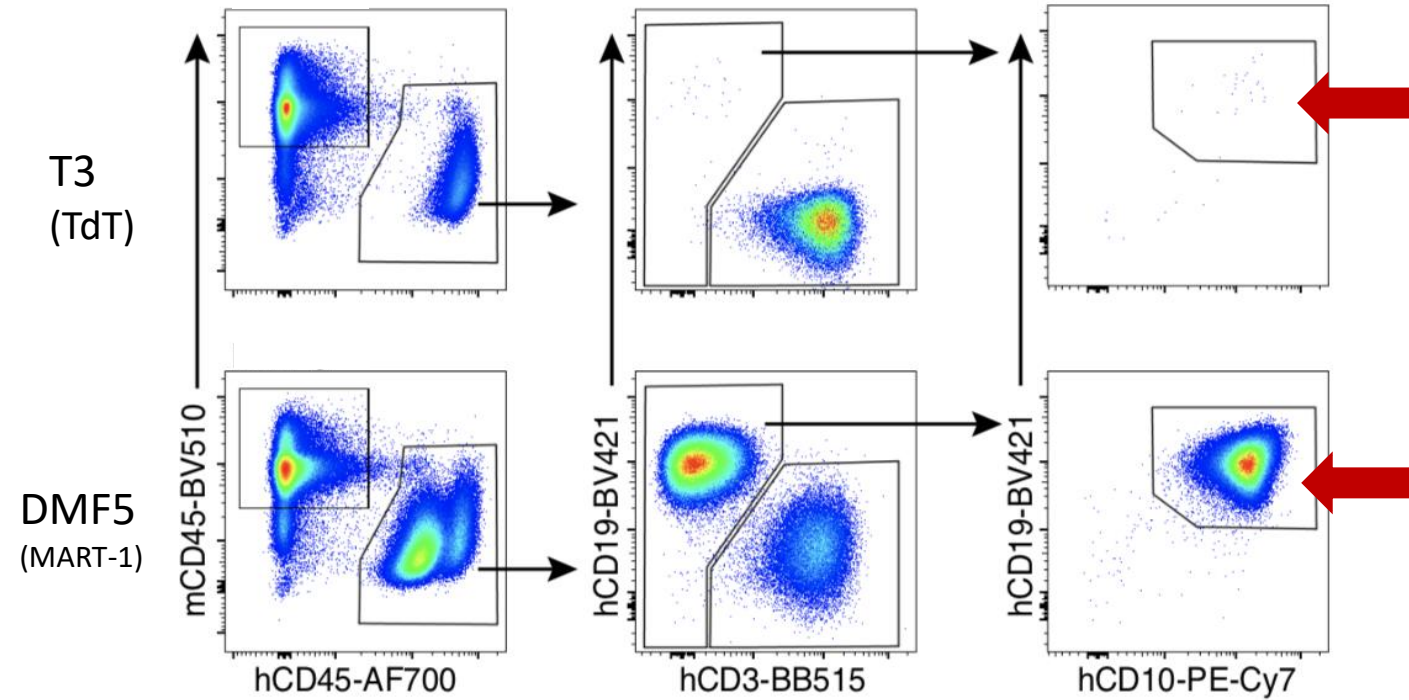 T3
(TdT)
DMF5
(MART-1)
mCD45-BV510
hCD45-AF700
hCD19-BV421
hCD3-BB515
hCD19-BV421
hCD10-PE-Cy7